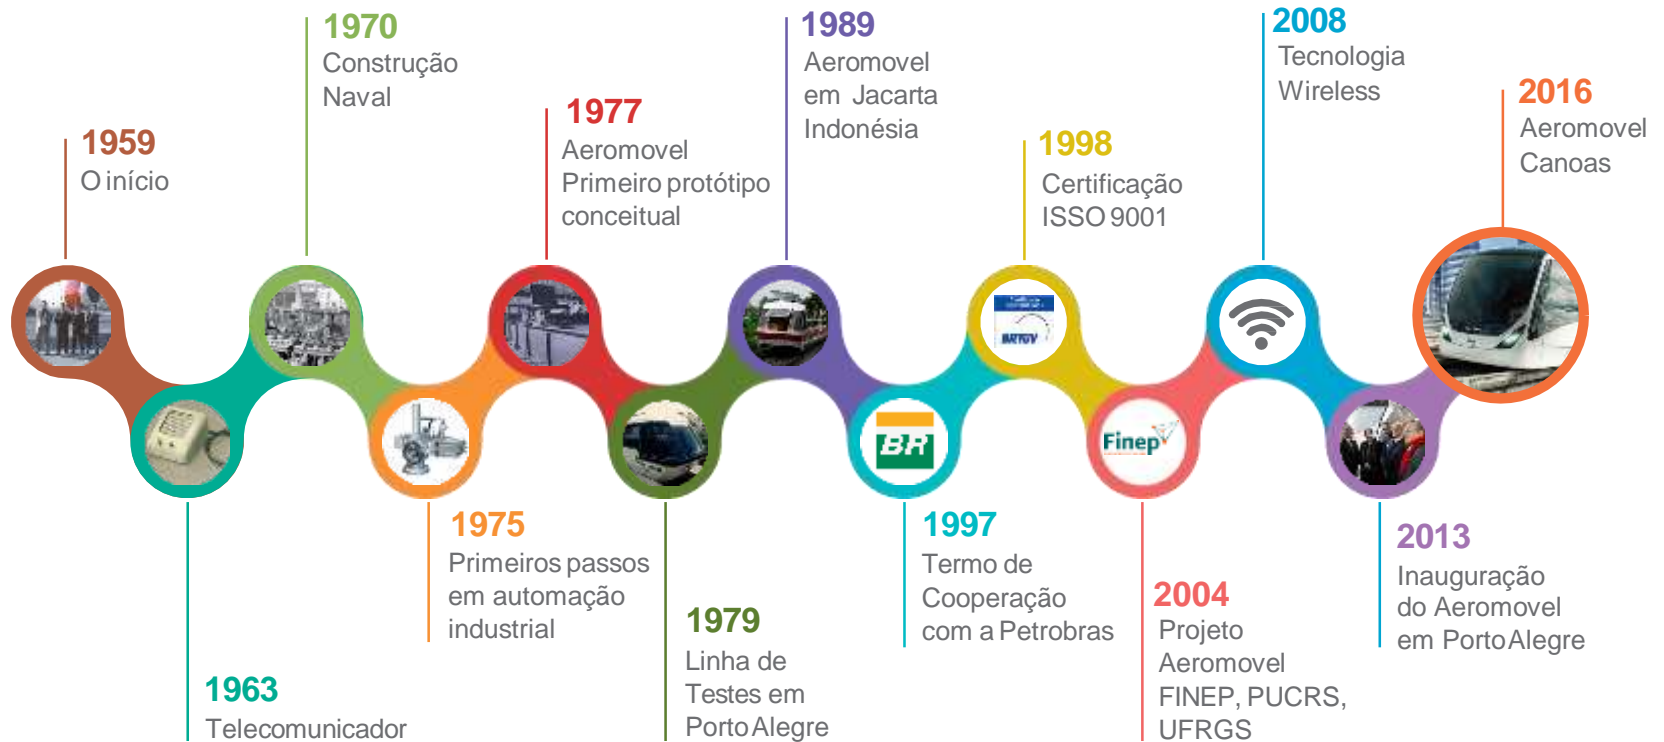 1959
O início
1963
Telecomunicador
1970
Construção
Naval
1975
Primeiros passos
em automação
industrial
1977
Aeromovel
Primeiro protótipo
conceitual
1979
Linha de
Testes em
Porto Alegre
1989
Aeromovel
em Jacarta
Indonésia
1997
Termo de
Cooperação
com a Petrobras
BR
1998
Certificação
ISSO 9001
BRTÜV
2004
Projeto
Aeromovel
FINEP, PUCRS,
UFRGS
Finep
2008
Tecnologia
Wireless
2013
Inauguração
do Aeromovel
em Porto Alegre
2016
Aeromovel
Canoas